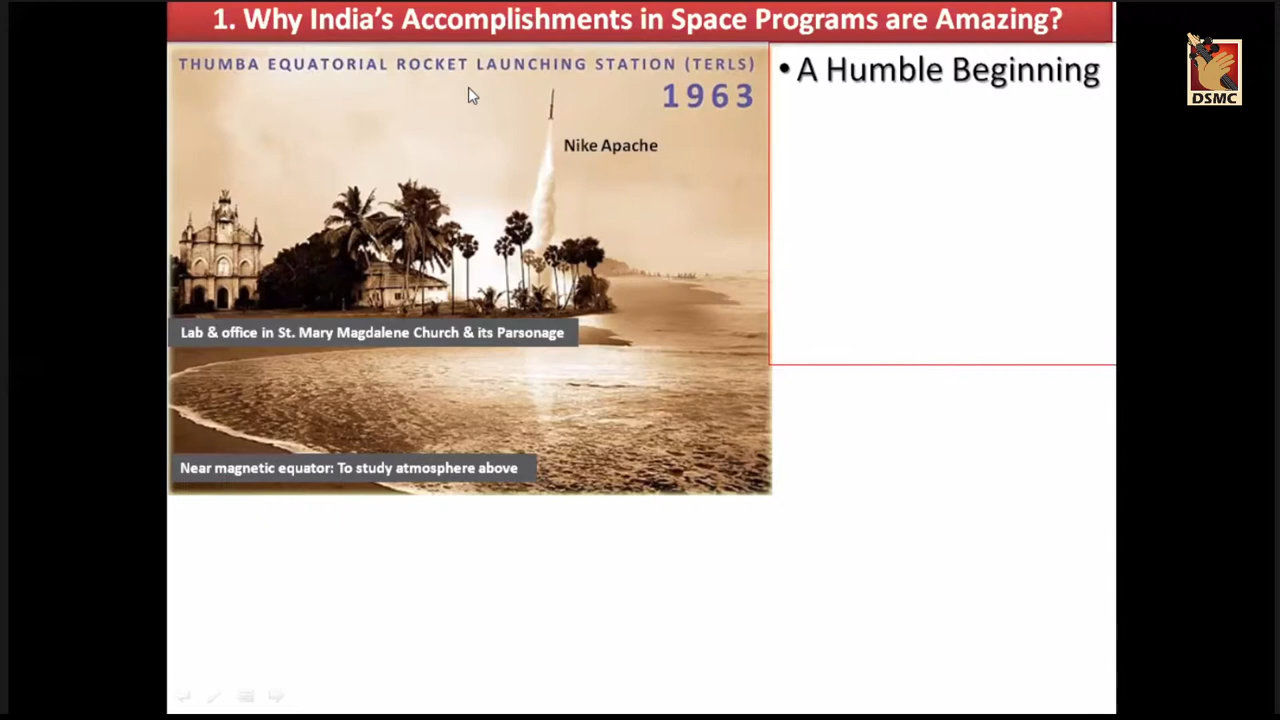 1. Why India's Accomplishments in Space Programs are Amazing?
THUMBA EQUATORIAL ROCKET LAUNCHING STATION (TERLS)
1963
Nike Apache
Lab & office in St. Mary Magdalene Church & its Parsonage
Near magnetic equator: To study atmosphere above
• A Humble Beginning
DSMC